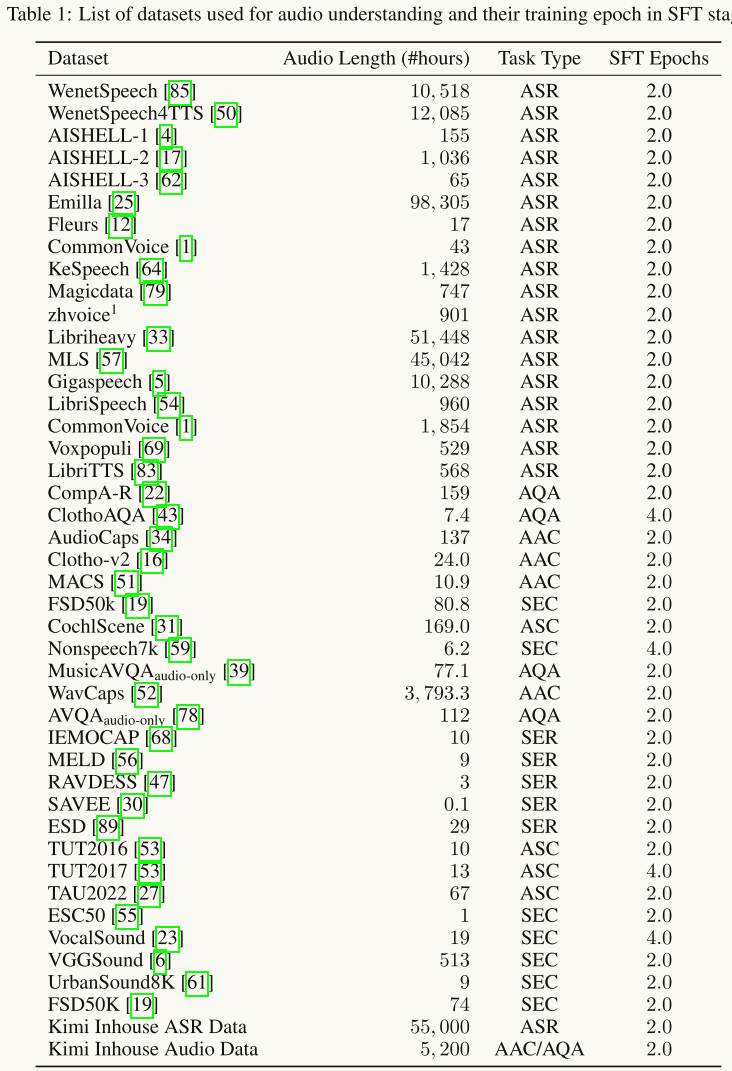 Table 1: List of datasets used for audio understanding and their training epoch in SFT
Dataset Audio Length (#hours) Task Type SFT Epochs
WenetSpeech [85] 10,518 ASR 2.0
WenetSpeech4TTS [50] 12,085 ASR 2.0
AISHELL-1 [4] 155 ASR 2.0
AISHELL-2 [17] 1,036 ASR 2.0
AISHELL-3 [62] 65 ASR 2.0
Emilla [25] 98,305 ASR 2.0
Fleurs [12] 17 ASR 2.0
CommonVoice [1] 43 ASR 2.0
KeSpeech [64] 1,428 ASR 2.0
Magicdata [79] 747 ASR 2.0
zhvoice¹ 901 ASR 2.0
Libriheavy [33] 51,448 ASR 2.0
MLS [57] 45,042 ASR 2.0
Gigaspeech [5] 10,288 ASR 2.0
LibriSpeech [54] 960 ASR 2.0
CommonVoice [1] 1,854 ASR 2.0
Voxpopuli [69] 529 ASR 2.0
LibriTTS [83] 568 ASR 2.0
CompA-R [22] 159 AQA 2.0
ClothoAQA [43] 7.4 AQA 4.0
AudioCaps [34] 137 AAC 2.0
Clotho-v2 [16] 24.0 AAC 2.0
MACS [51] 10.9 AAC 2.0
FSD50k [19] 80.8 SEC 2.0
CochlScene [31] 169.0 ASC 2.0
Nonspeech7k [59] 6.2 SEC 4.0
MusicAVQA audio-only [39] 77.1 AQA 2.0
WavCaps [52] 3,793.3 AAC 2.0
AVQA audio-only [78] 112 AQA 2.0
IEMOCAP [68] 10 SER 2.0
MELD [56] 9 SER 2.0
RAVDESS [47] 3 SER 2.0
SAVEE [30] 0.1 SER 2.0
ESD [89] 29 SER 2.0
TUT2016 [53] 10 ASC 2.0
TUT2017 [53] 13 ASC 4.0
TAU2022 [27] 67 ASC 2.0
ESC50 [55] 1 SEC 2.0
VocalSound [23] 19 SEC 4.0
VGGSound [6] 513 SEC 2.0
UrbanSound8K [61] 9 SEC 2.0
FSD50K [19] 74 SEC 2.0
Kimi Inhouse ASR Data 55,000 ASR 2.0
Kimi Inhouse Audio Data 5,200 AAC/AQA 2.0